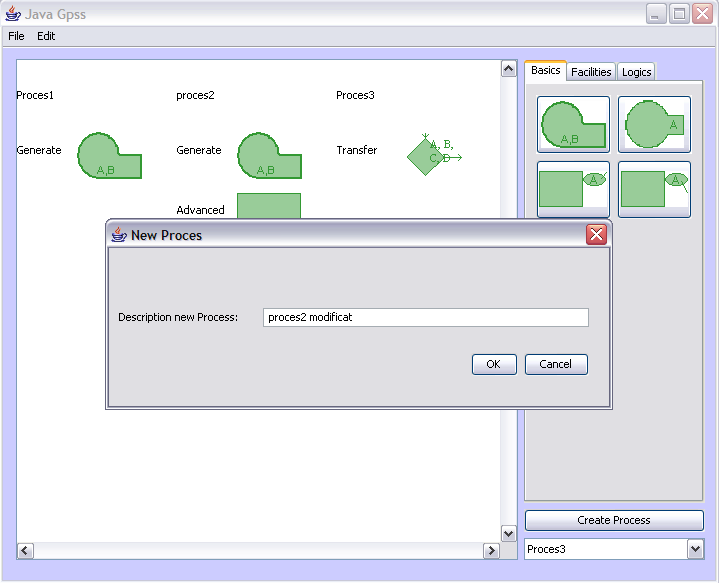 Java Gpss
File Edit
Proces1 proces2 Proces3
Generate A,B Generate A,B Transfer A, B,
C, D
Advanced
Basics Facilities Logics
A,B A
A A
New Proces
Description new Process: proces2 modificat
OK Cancel
Create Process
Proces3